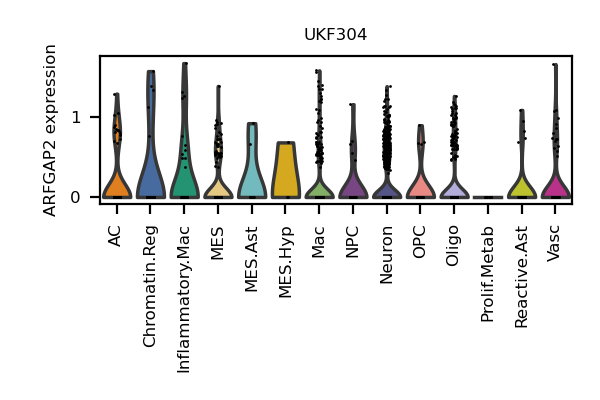 UKF304
ARFGAP2 expression
1
0
AC
Chromatin.Reg
Inflammatory.Mac
MES
MES.Ast
MES.Hyp
Mac
NPC
Neuron
OPC
Oligo
Prolif.Metab
Reactive.Ast
Vasc